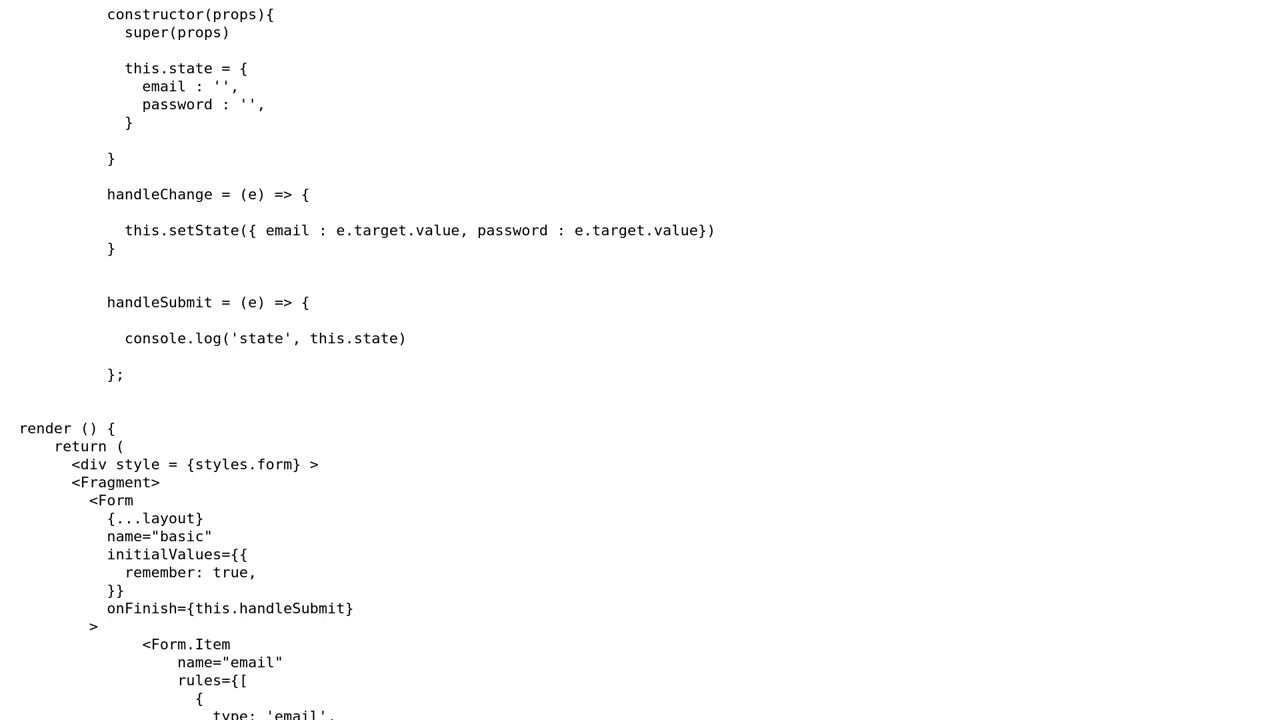 constructor(props){
super(props)
this.state = {
email : '',
password : '',
}
}
handleChange = (e) => {
this.setState({ email : e.target.value, password : e.target.value})
}
handleSubmit = (e) => {
console.log('state', this.state)
};
render () {
return (
<div style = {styles.form} >
<Fragment>
<Form
{...layout}
name="basic"
initialValues={{
remember: true,
}}
onFinish={this.handleSubmit}
>
<Form.Item
name="email"
rules={[
{
type: 'email',